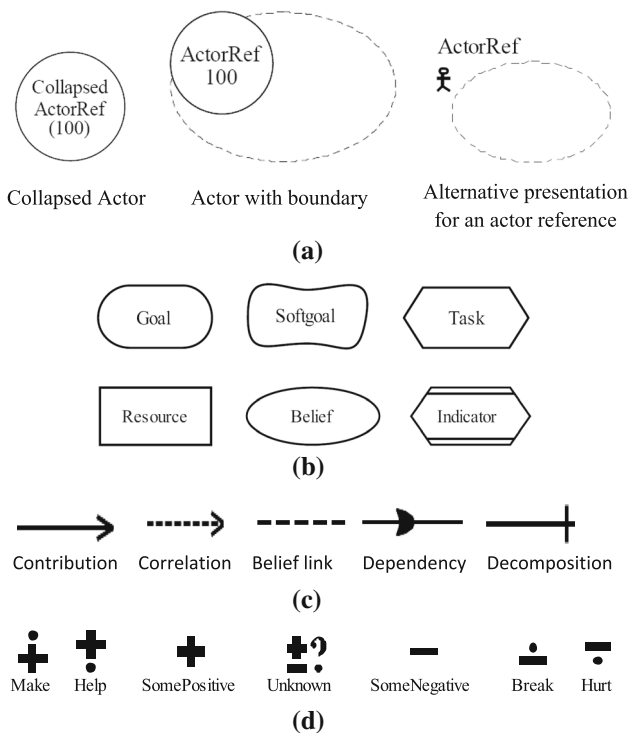 Collapsed
ActorRef
(100)
ActorRef
100
ActorRef
Collapsed Actor
Actor with boundary
Alternative presentation
for an actor reference
(a)
Goal
Softgoal
Task
Resource
Belief
Indicator
(b)
Contribution
Correlation
Belief link
Dependency
Decomposition
(c)
Make
Help
SomePositive
Unknown
SomeNegative
Break
Hurt
(d)